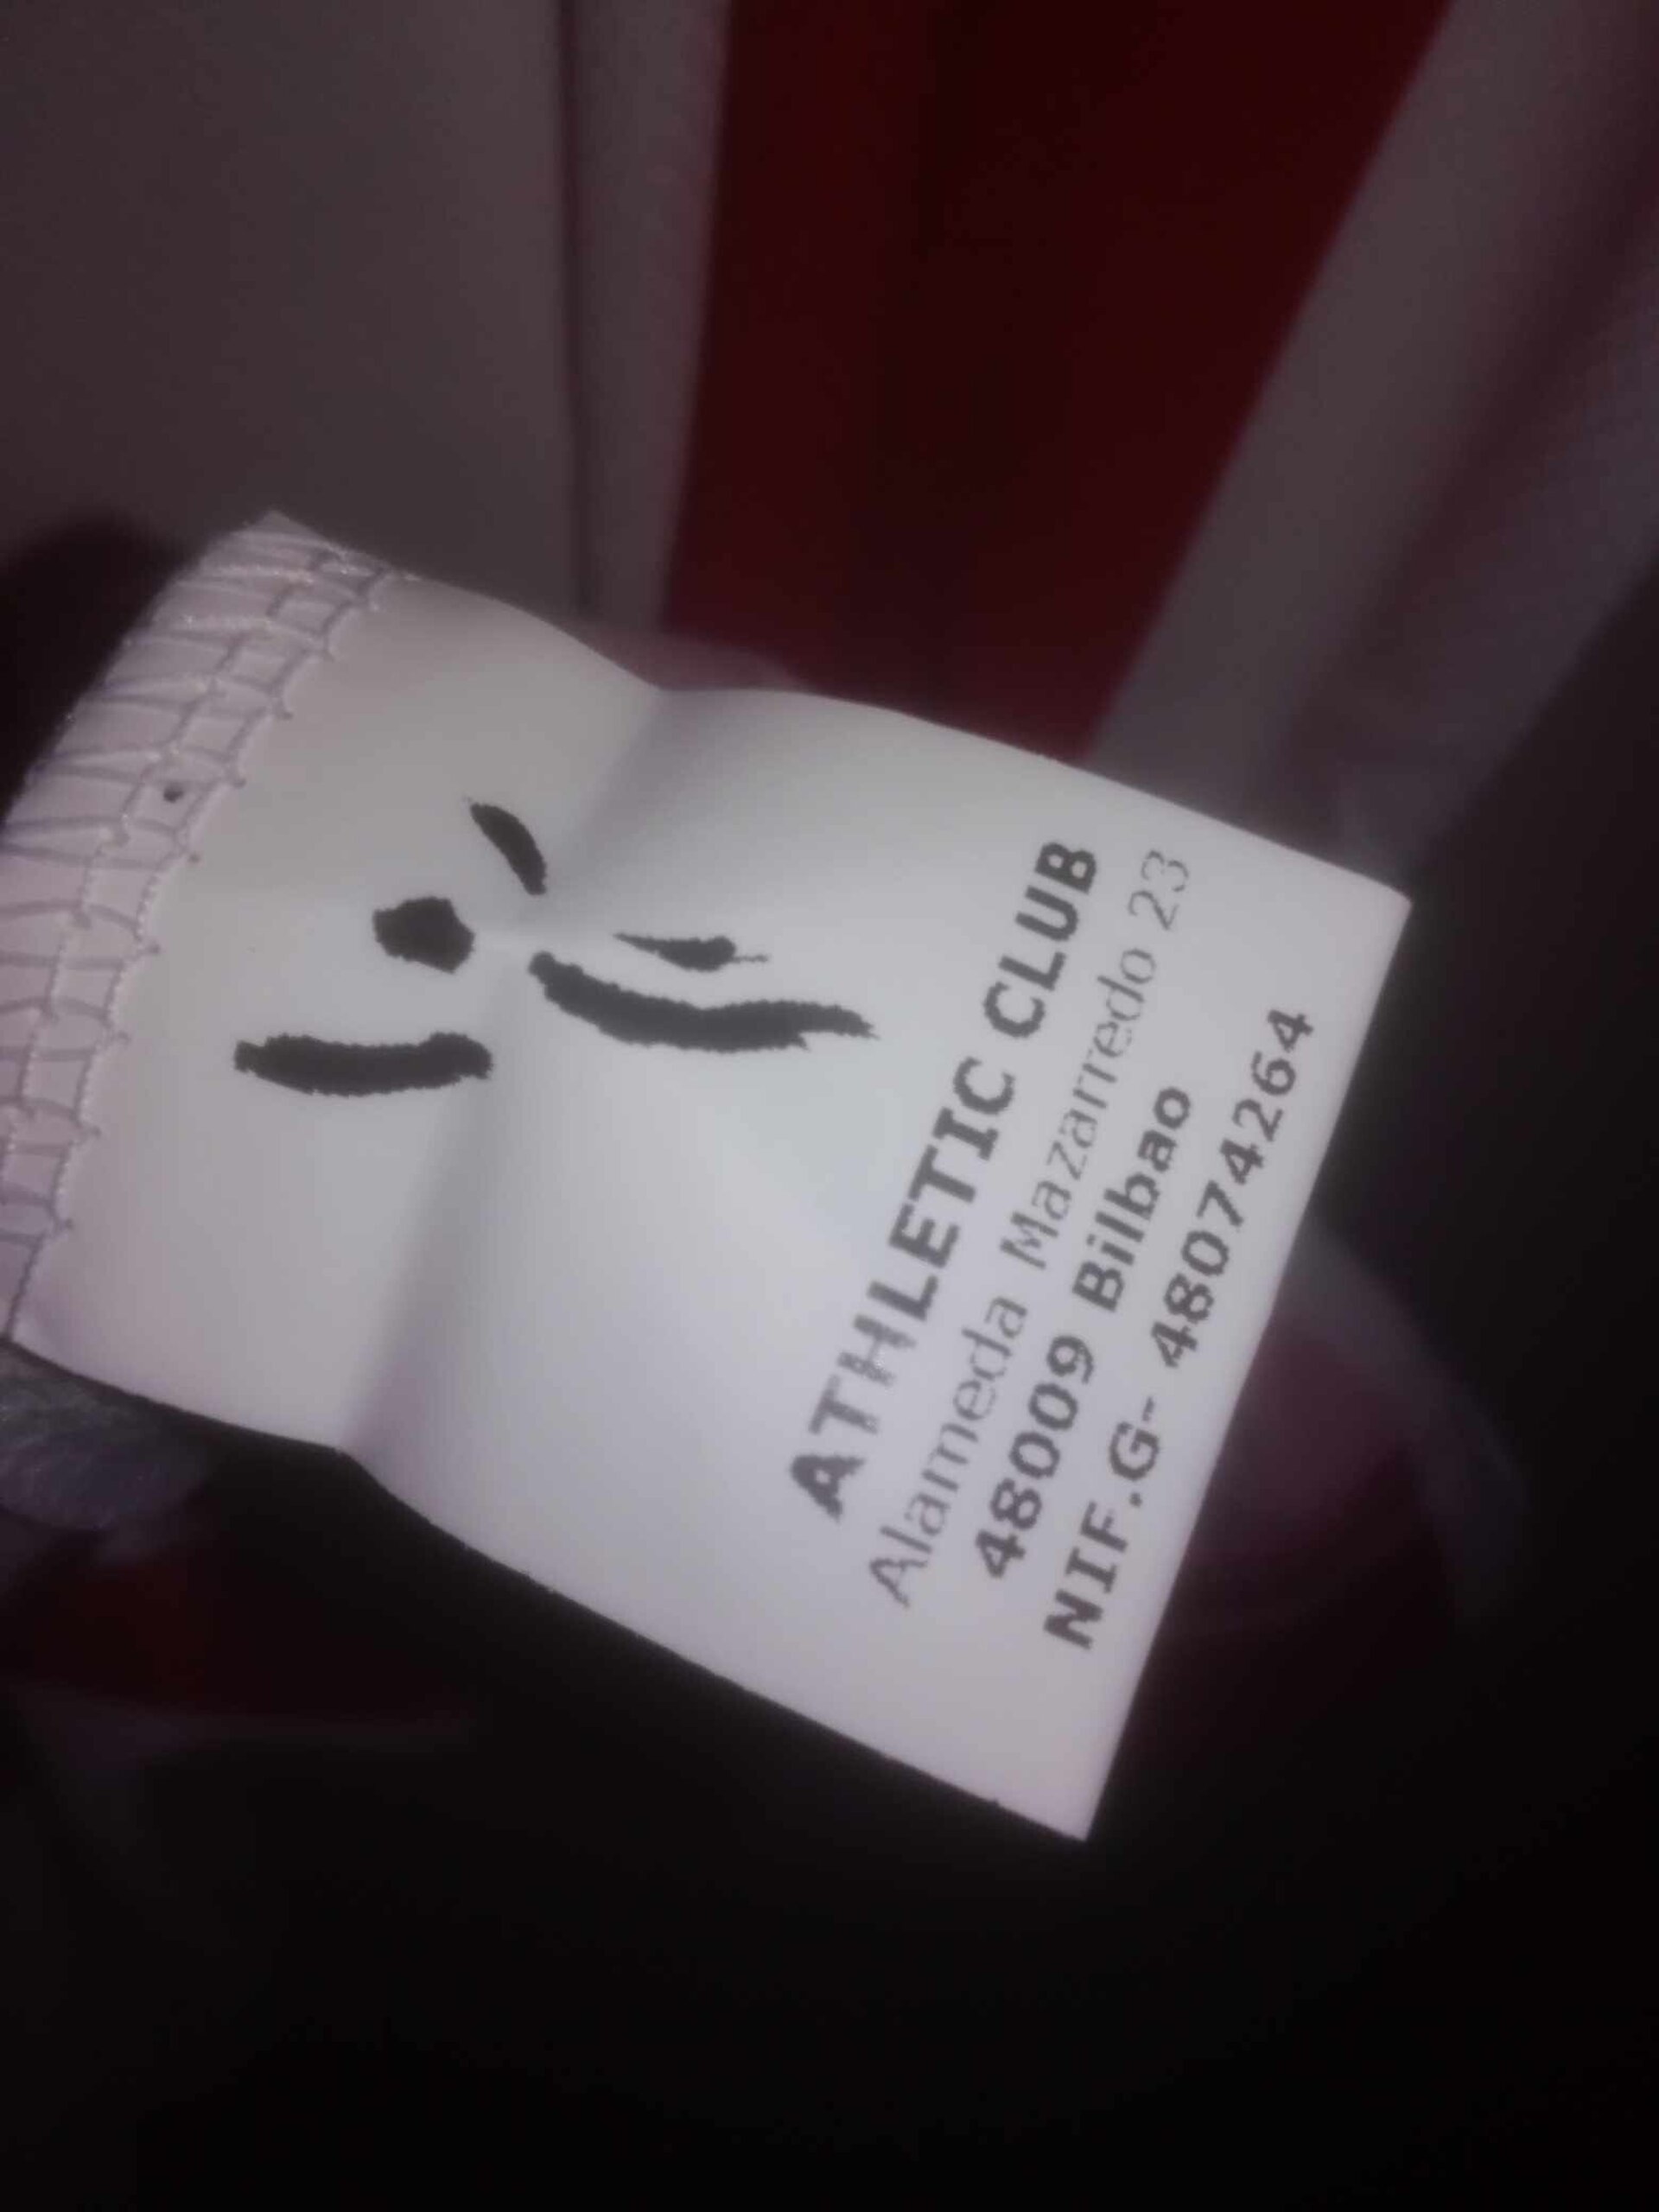 ATHLETIC CLUB
Alameda Mazarredo 23
48009 Bilbao
NIF.G- 48074264